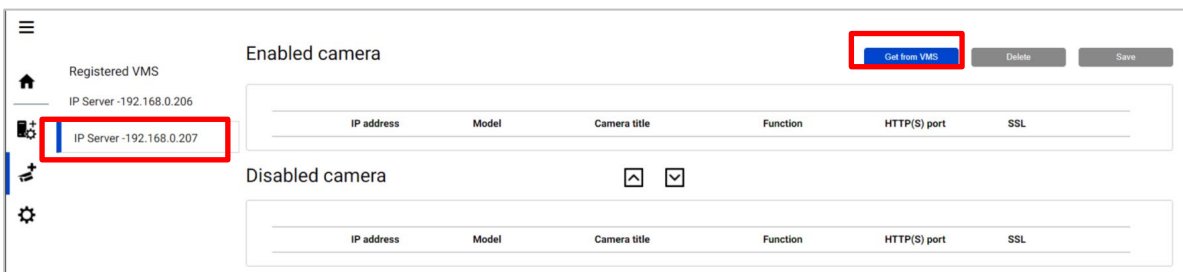 Registered VMS
IP Server -192.168.0.206
IP Server -192.168.0.207
Enabled camera
Get from VMS Delete Save
IP address Model Camera title Function HTTP(S) port SSL
Disabled camera
IP address Model Camera title Function HTTP(S) port SSL